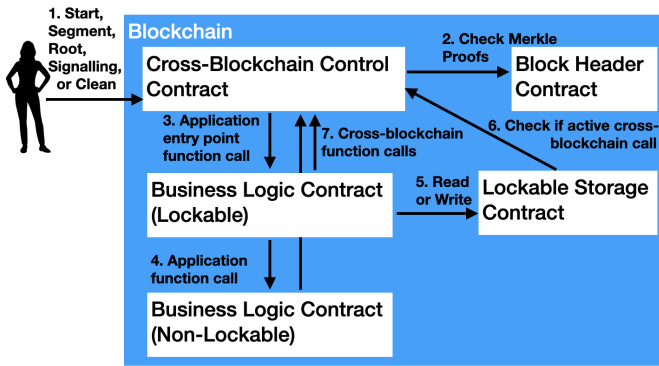 1. Start,
Segment,
Root,
Signalling,
or Clean
Blockchain
Cross-Blockchain Control
Contract
2. Check Merkle
Proofs
Block Header
Contract
3. Application
entry point
function call
7. Cross-blockchain
function calls
6. Check if active cross-
blockchain call
Business Logic Contract
(Lockable)
5. Read
or Write
Lockable Storage
Contract
4. Application
function call
Business Logic Contract
(Non-Lockable)